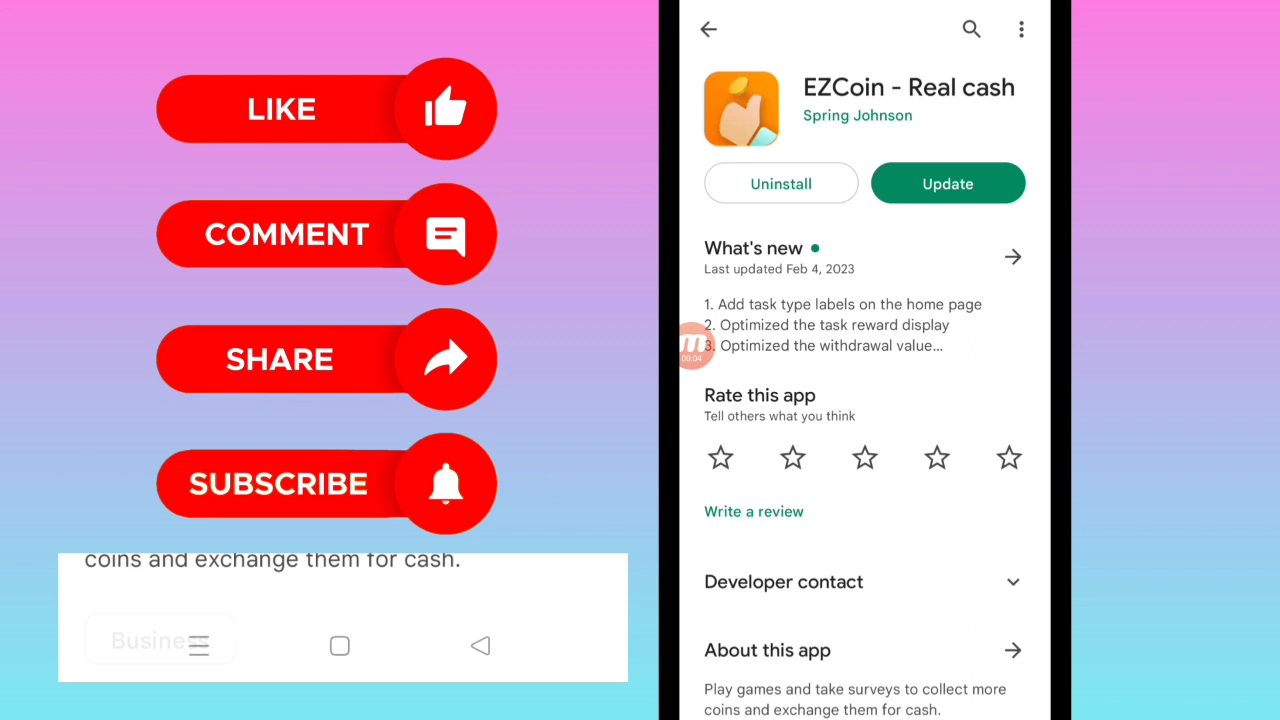 LIKE
COMMENT
SHARE
SUBSCRIBE
coins and exchange them for cash.
Business
EZCoin - Real cash
Spring Johnson
Uninstall
Update
What's new
Last updated Feb 4, 2023
1. Add task type labels on the home page
2. Optimized the task reward display
3. Optimized the withdrawal value...
m
00:04
Rate this app
Tell others what you think
Write a review
Developer contact
About this app
Play games and take surveys to collect more
coins and exchange them for cash.